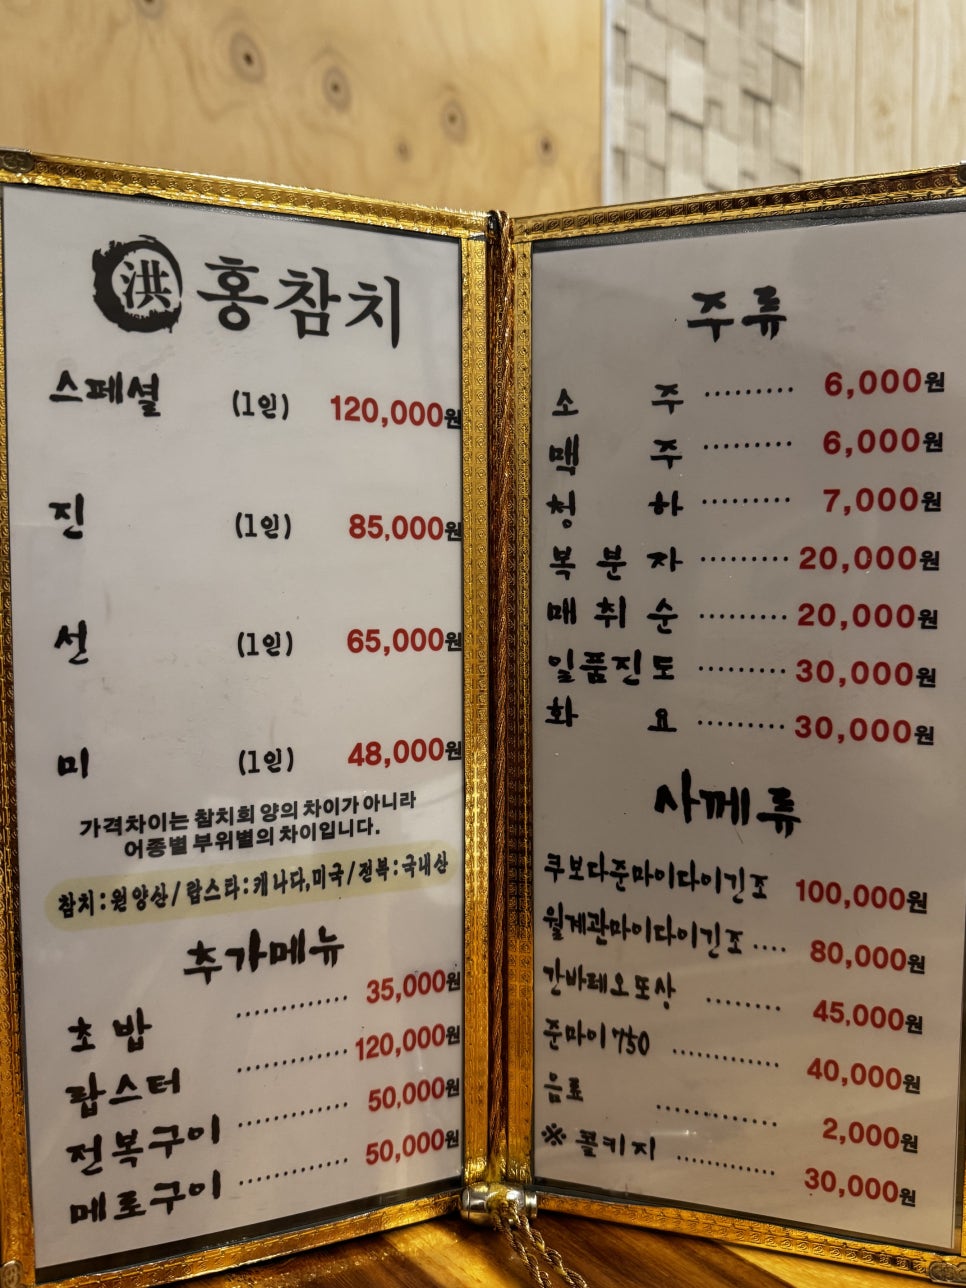 洪 홍참치
스페셜 (1인) 120,000원
진 (1인) 85,000원
선 (1인) 65,000원
미 (1인) 48,000원
가격차이는 참치회 양의 차이가 아니라
어종별 부위별의 차이입니다.
참치:원양산/랍스타:캐나다,미국/전복:국내산
추가메뉴
초밥 ·········· 35,000원
랍스터 ·········· 120,000원
전복구이 ·········· 50,000원
메로구이 ·········· 50,000원
주류
소 주 ········· 6,000원
맥 주 ········· 6,000원
청 하 ········· 7,000원
복 분 자 ········· 20,000원
매 취 순 ········· 20,000원
일품진도 ········· 30,000원
화 요 ········· 30,000원
사께류
쿠보다준마이다이긴조 100,000원
월계관마이다이긴조 ···· 80,000원
간바레오또상 ········ 45,000원
준마이750 ··········· 40,000원
음료 ············ 2,000원
※ 콜키지 ··········· 30,000원